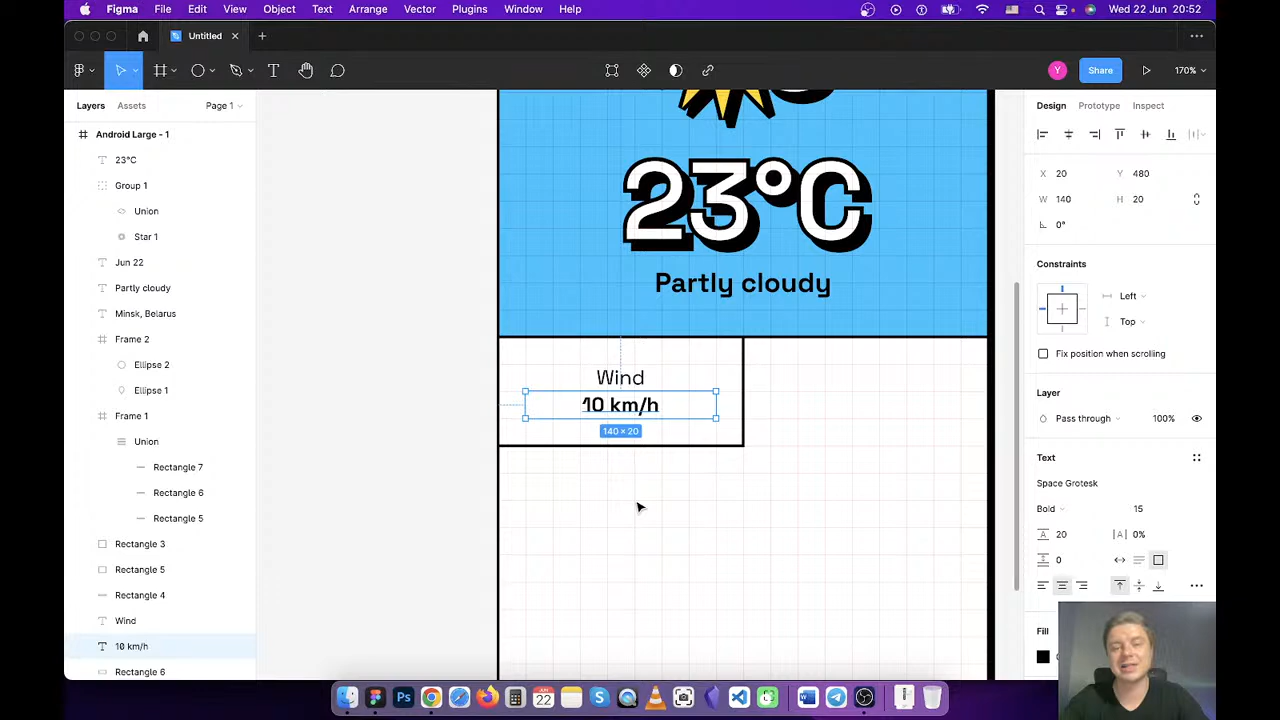 Figma File Edit View Object Text Arrange Vector Plugins Window Help Wed 22 Jun 20:52
Untitled
Y Share 170%
Layers Assets Page 1
Android Large - 1
23°C
Group 1
Union
Star 1
Jun 22
Partly cloudy
Minsk, Belarus
Frame 2
Ellipse 2
Ellipse 1
Frame 1
Union
Rectangle 7
Rectangle 6
Rectangle 5
Rectangle 3
Rectangle 5
Rectangle 4
Wind
10 km/h
Rectangle 6
23°C
Partly cloudy
Wind
10 km/h
140 × 20
Design Prototype Inspect
X 20 Y 480
W 140 H 20
0°
Constraints
Left
Top
Fix position when scrolling
Layer
Pass through 100%
Text
Space Grotesk
Bold 15
A 20 |A| 0%
0
Fill
JUN
22